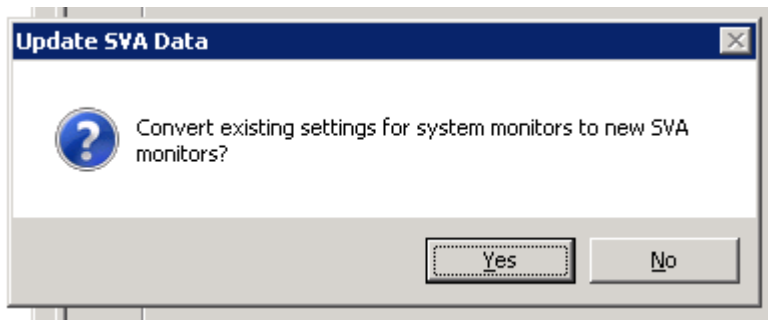 Update SVA Data
Convert existing settings for system monitors to new SVA
monitors?
Yes
No